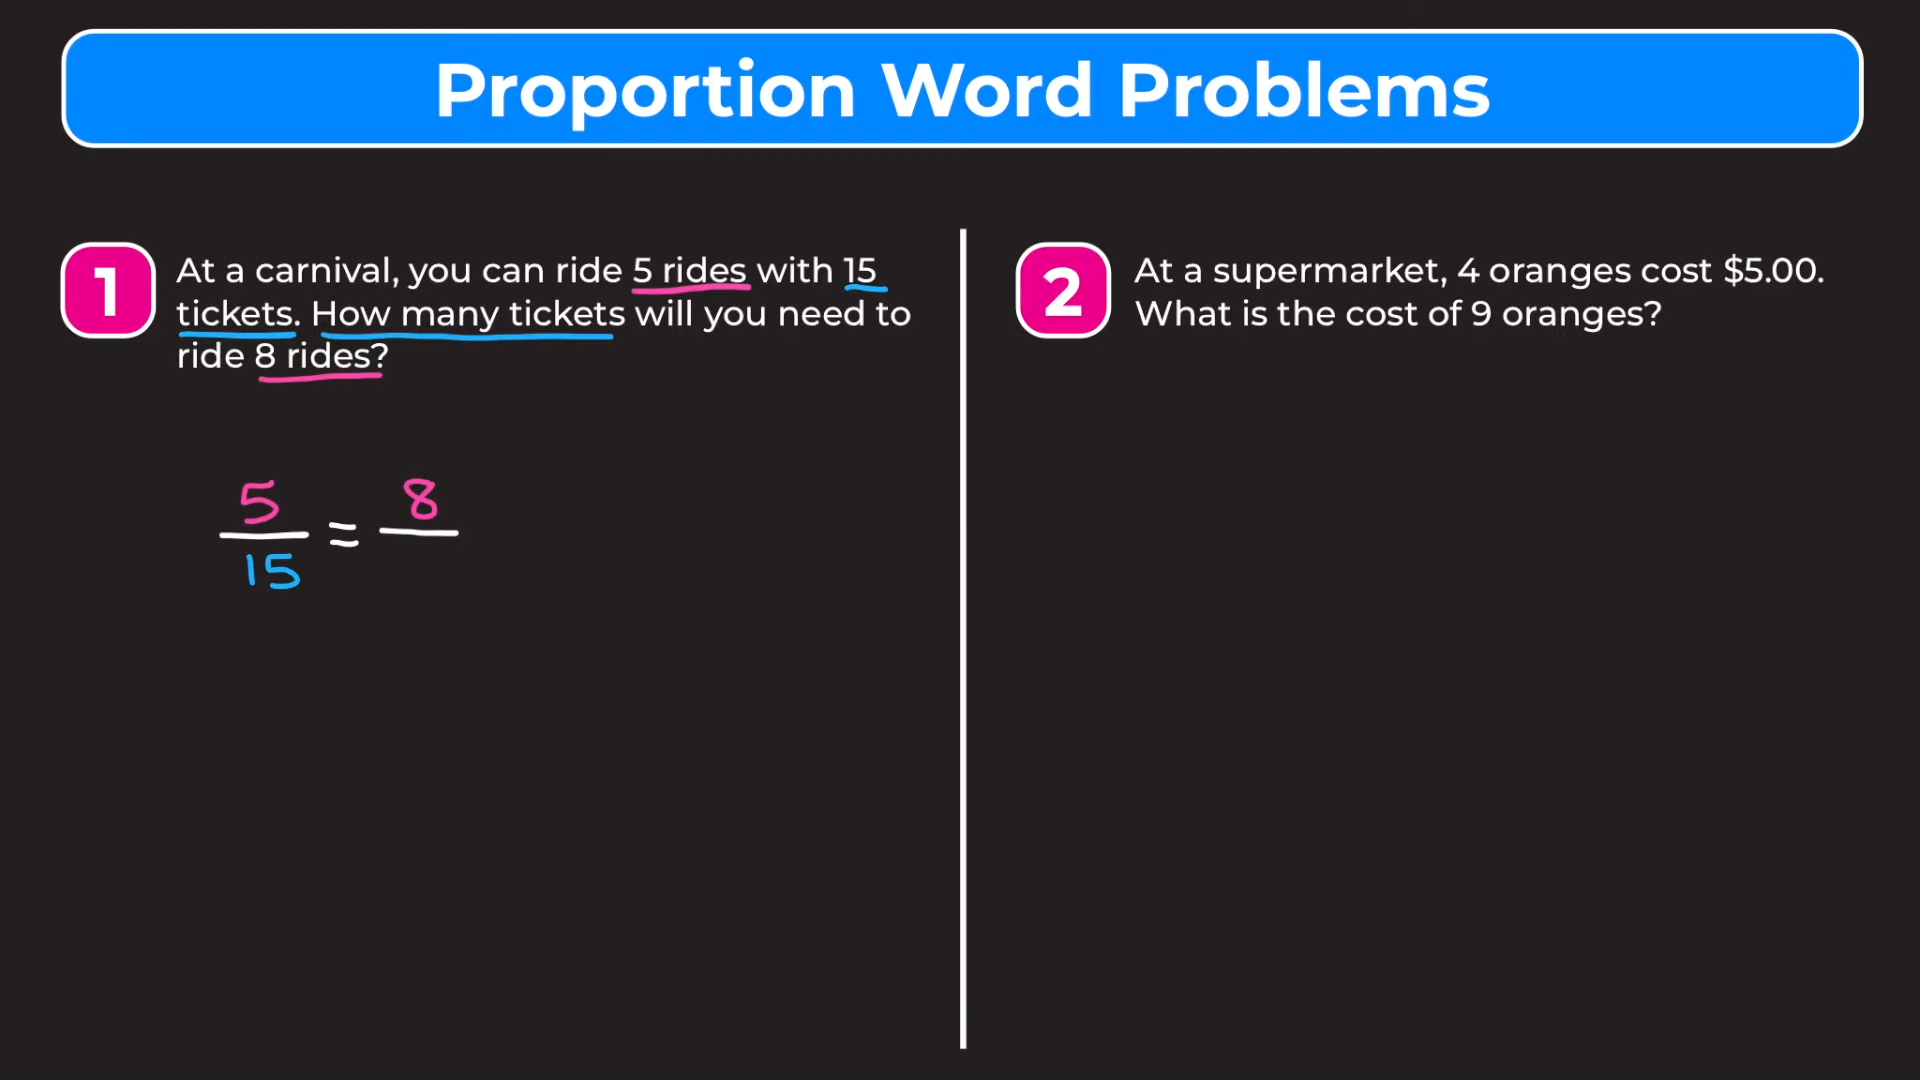 Proportion Word Problems
1
At a carnival, you can ride 5 rides with 15
tickets. How many tickets will you need to
ride 8 rides?
5/15 = 8/
2
At a supermarket, 4 oranges cost $5.00.
What is the cost of 9 oranges?